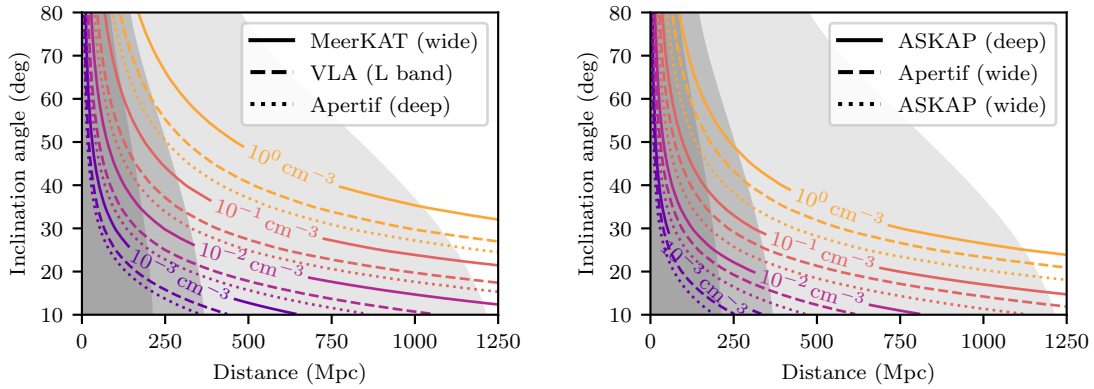 80
70
60
50
40
30
20
10
Inclination angle (deg)
MeerKAT (wide)
VLA (L band)
Apertif (deep)
10⁰ cm⁻³
10⁻¹ cm⁻³
10⁻² cm⁻³
10⁻³ cm⁻³
0 250 500 750 1000 1250
Distance (Mpc)
80
70
60
50
40
30
20
10
Inclination angle (deg)
ASKAP (deep)
Apertif (wide)
ASKAP (wide)
10⁰ cm⁻³
10⁻¹ cm⁻³
10⁻² cm⁻³
10⁻³ cm⁻³
0 250 500 750 1000 1250
Distance (Mpc)